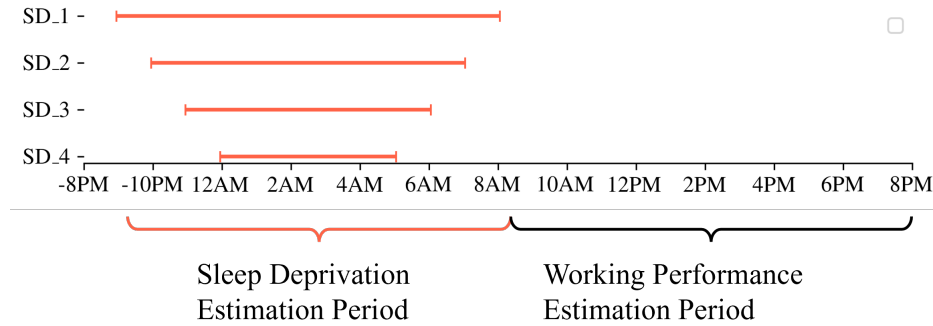 SD_1
SD_2
SD_3
SD_4
-8PM -10PM 12AM 2AM 4AM 6AM 8AM 10AM 12PM 2PM 4PM 6PM 8PM
Sleep Deprivation
Estimation Period
Working Performance
Estimation Period